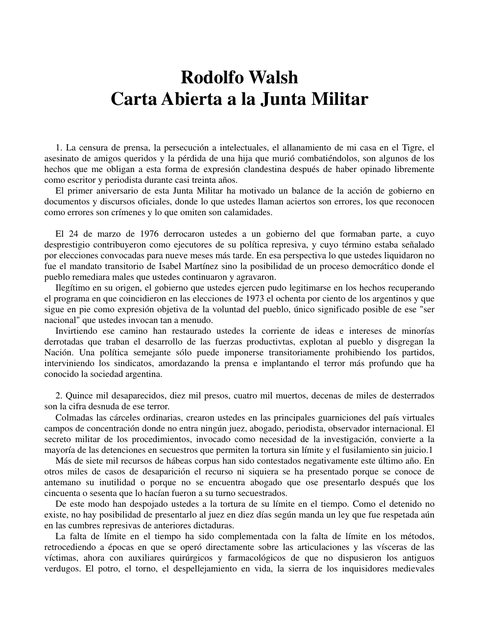 Rodolfo Walsh
Carta Abierta a la Junta Militar
1. La censura de prensa, la persecución a intelectuales, el allanamiento de mi casa en el Tigre, el
asesinato de amigos queridos y la pérdida de una hija que murió combatiéndolos, son algunos de los
hechos que me obligan a esta forma de expresión clandestina después de haber opinado libremente
como escritor y periodista durante casi treinta años.
El primer aniversario de esta Junta Militar ha motivado un balance de la acción de gobierno en
documentos y discursos oficiales, donde lo que ustedes llaman aciertos son errores, los que reconocen
como errores son crímenes y lo que omiten son calamidades.
El 24 de marzo de 1976 derrocaron ustedes a un gobierno del que formaban parte, a cuyo
desprestigio contribuyeron como ejecutores de su política represiva, y cuyo término estaba señalado
por elecciones convocadas para nueve meses más tarde. En esa perspectiva lo que ustedes liquidaron no
fue el mandato transitorio de Isabel Martínez sino la posibilidad de un proceso democrático donde el
pueblo remediara males que ustedes continuaron y agravaron.
Ilegítimo en su origen, el gobierno que ustedes ejercen pudo legitimarse en los hechos recuperando
el programa en que coincidieron en las elecciones de 1973 el ochenta por ciento de los argentinos y que
sigue en pie como expresión objetiva de la voluntad del pueblo, único significado posible de ese "ser
nacional" que ustedes invocan tan a menudo.
Invirtiendo ese camino han restaurado ustedes la corriente de ideas e intereses de minorías
derrotadas que traban el desarrollo de las fuerzas productivtas, explotan al pueblo y disgregan la
Nación. Una política semejante sólo puede imponerse transitoriamente prohibiendo los partidos,
interviniendo los sindicatos, amordazando la prensa e implantando el terror más profundo que ha
conocido la sociedad argentina.
2. Quince mil desaparecidos, diez mil presos, cuatro mil muertos, decenas de miles de desterrados
son la cifra desnuda de ese terror.
Colmadas las cárceles ordinarias, crearon ustedes en las principales guarniciones del país virtuales
campos de concentración donde no entra ningún juez, abogado, periodista, observador internacional. El
secreto militar de los procedimientos, invocado como necesidad de la investigación, convierte a la
mayoría de las detenciones en secuestros que permiten la tortura sin límite y el fusilamiento sin juicio.1
Más de siete mil recursos de hábeas corpus han sido contestados negativamente este último año. En
otros miles de casos de desaparición el recurso ni siquiera se ha presentado porque se conoce de
antemano su inutilidad o porque no se encuentra abogado que ose presentarlo después que los
cincuenta o sesenta que lo hacían fueron a su turno secuestrados.
De este modo han despojado ustedes a la tortura de su límite en el tiempo. Como el detenido no
existe, no hay posibilidad de presentarlo al juez en diez días según manda un ley que fue respetada aún
en las cumbres represivas de anteriores dictaduras.
La falta de límite en el tiempo ha sido complementada con la falta de límite en los métodos,
retrocediendo a épocas en que se operó directamente sobre las articulaciones y las vísceras de las
víctimas, ahora con auxiliares quirúrgicos y farmacológicos de que no dispusieron los antiguos
verdugos. El potro, el torno, el despellejamiento en vida, la sierra de los inquisidores medievales